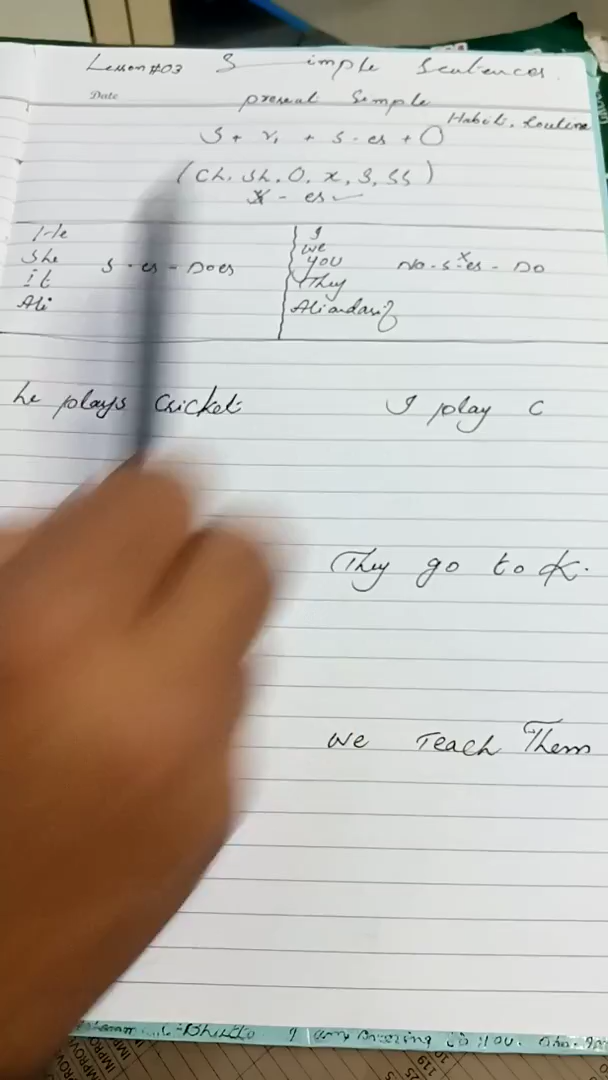 Lesson #03 Simple Sentences.
Date
present Simple
Habit, Routine
S + V₁ + s-es + O
(Ch, Sh, O, x, S, SS)
es ✓
He
She
it
Ali
S - es - Does
I
we
you
They
Ali and asif
No - s - es - Do
he plays Cricket
I play C
They go to K.
we Teach Them